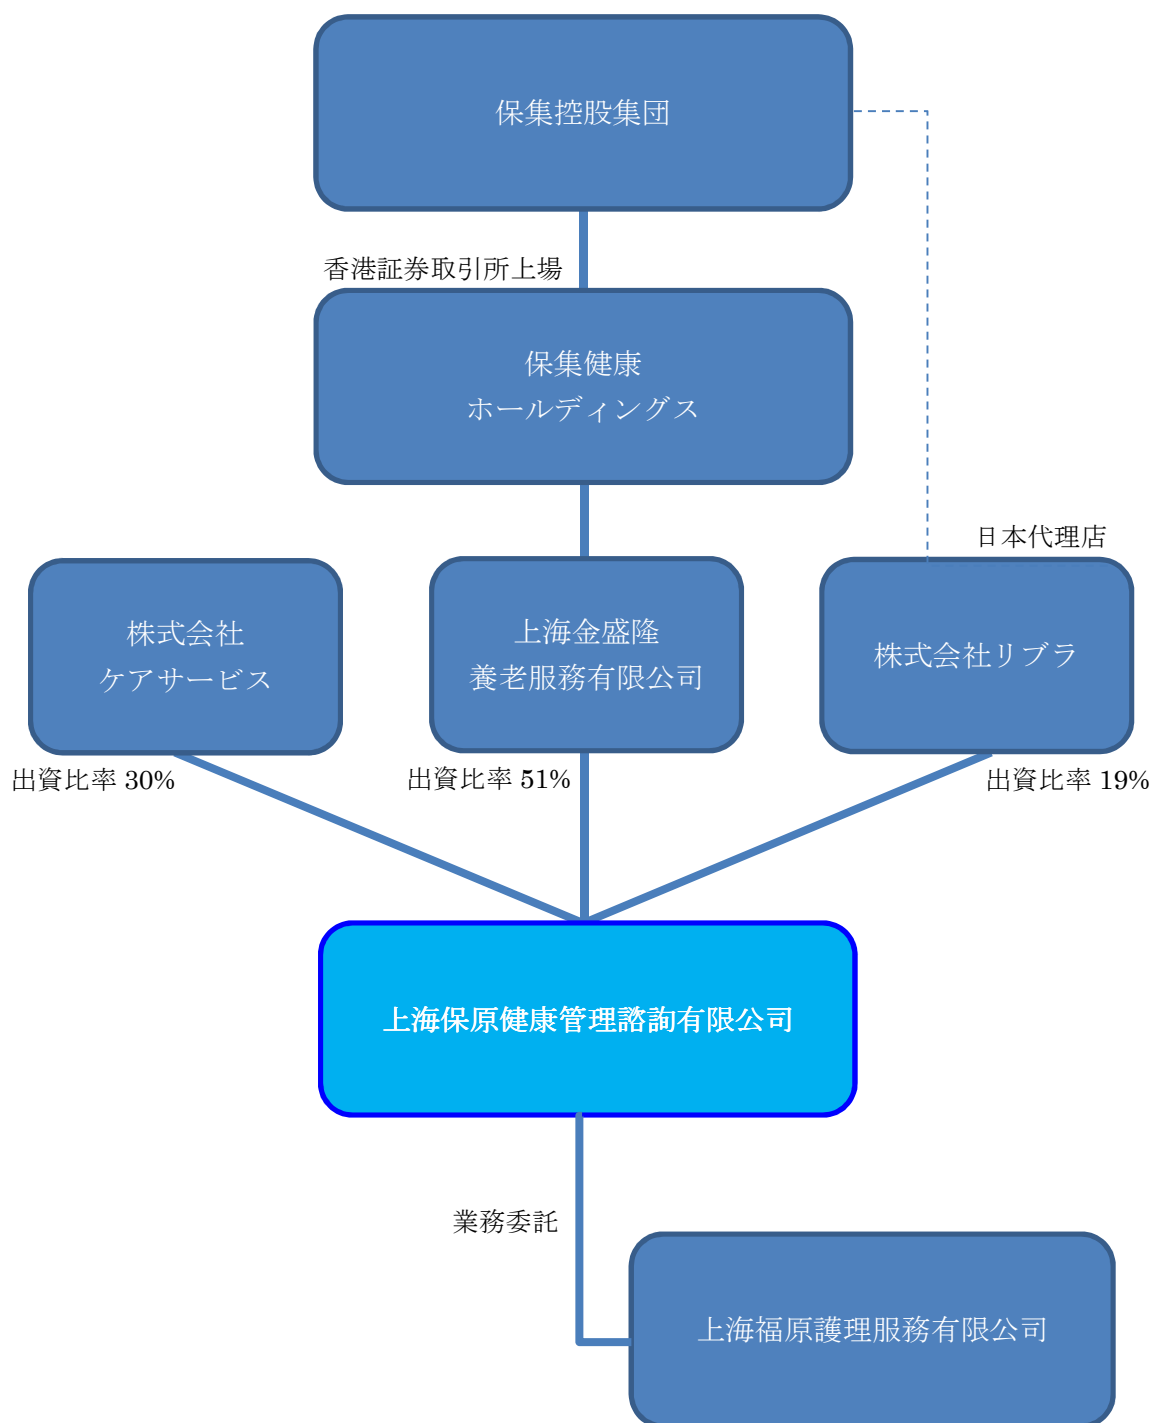 保集控股集団
香港証券取引所上場
保集健康
ホールディングス
日本代理店
株式会社
ケアサービス
上海金盛隆
養老服務有限公司
株式会社リブラ
出資比率 30%
出資比率 51%
出資比率 19%
上海保原健康管理諮詢有限公司
業務委託
上海福原護理服務有限公司